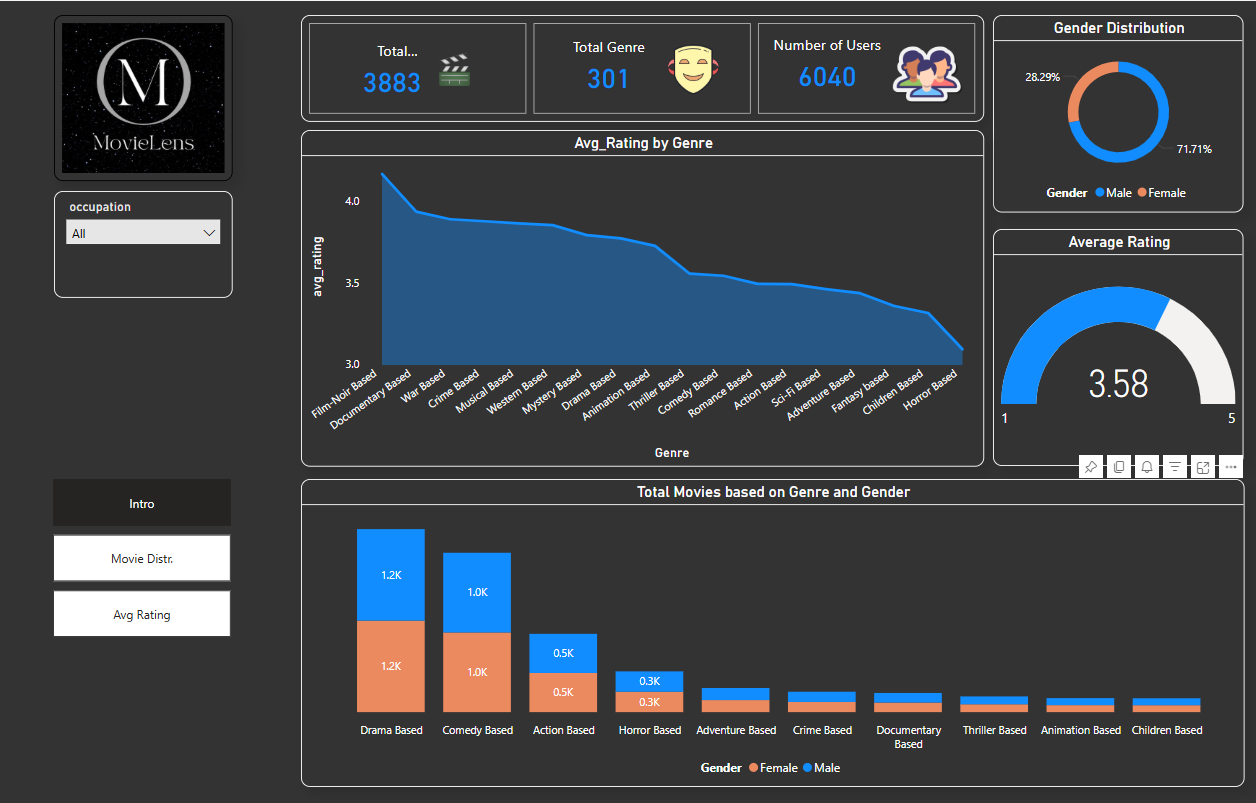 M
MovieLens
occupation
All
Intro
Movie Distr.
Avg Rating
Total...
3883
Total Genre
301
Number of Users
6040
Avg_Rating by Genre
avg_rating
4.0
3.5
3.0
Film-Noir Based
Documentary Based
War Based
Crime Based
Musical Based
Western Based
Mystery Based
Drama Based
Animation Based
Thriller Based
Comedy Based
Romance Based
Action Based
Sci-Fi Based
Adventure Based
Fantasy based
Children Based
Horror Based
Genre
Gender Distribution
28.29%
71.71%
Gender Male Female
Average Rating
3.58
1
5
Total Movies based on Genre and Gender
1.2K
1.2K
1.0K
1.0K
0.5K
0.5K
0.3K
0.3K
Drama Based
Comedy Based
Action Based
Horror Based
Adventure Based
Crime Based
Documentary
Based
Thriller Based
Animation Based
Children Based
Gender Female Male